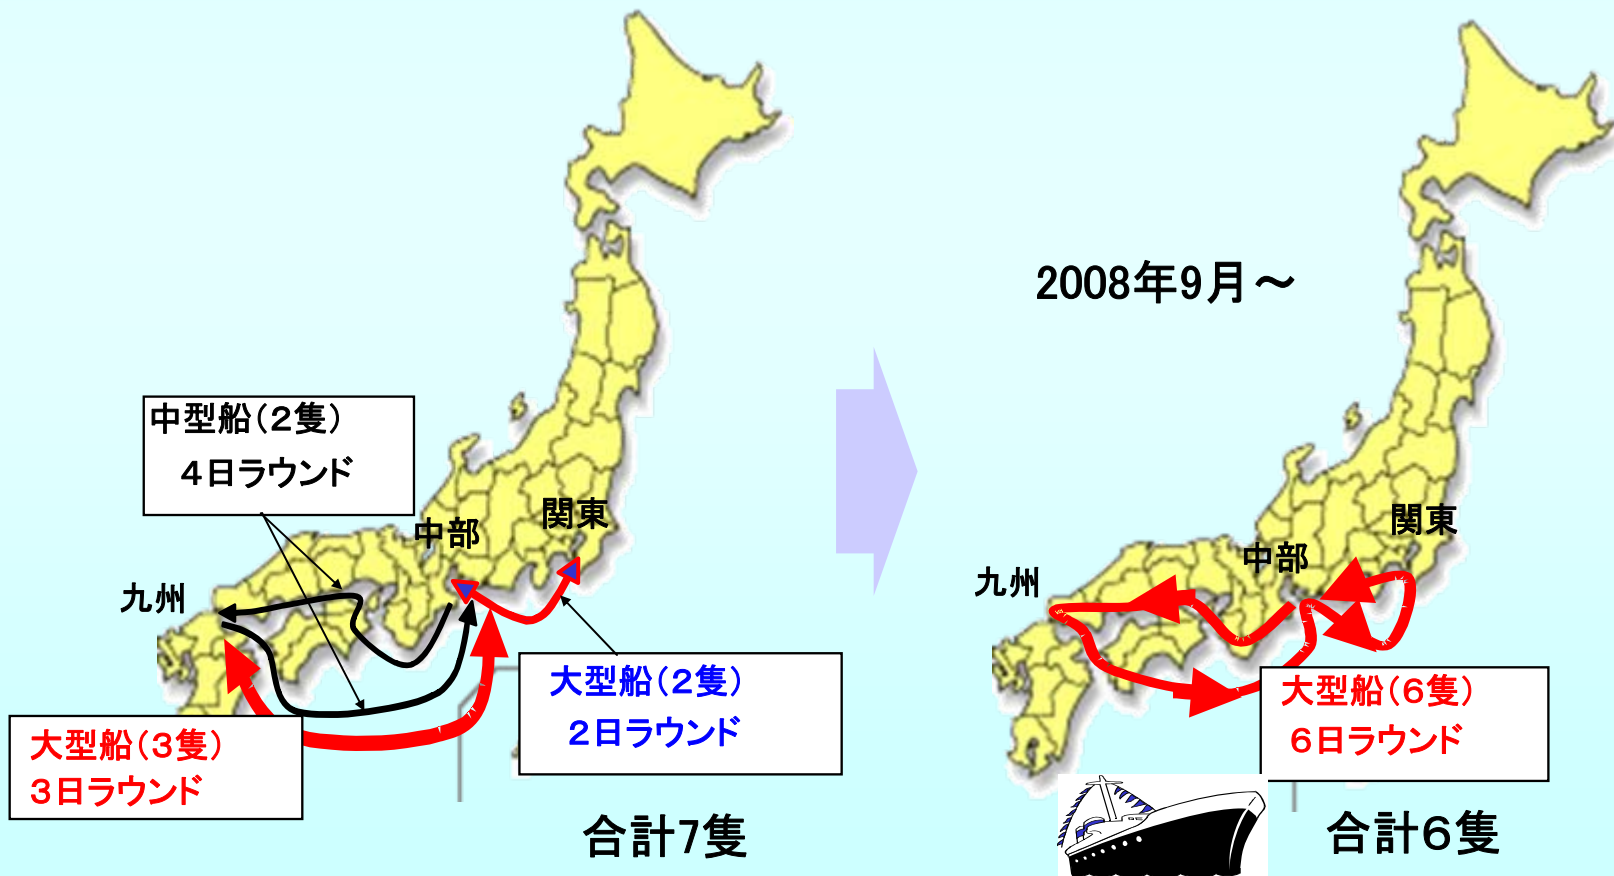 中型船（２隻）
４日ラウンド
中部
関東
九州
大型船（２隻）
２日ラウンド
大型船（３隻）
３日ラウンド
合計７隻
2008年9月～
関東
中部
九州
大型船（６隻）
６日ラウンド
合計６隻